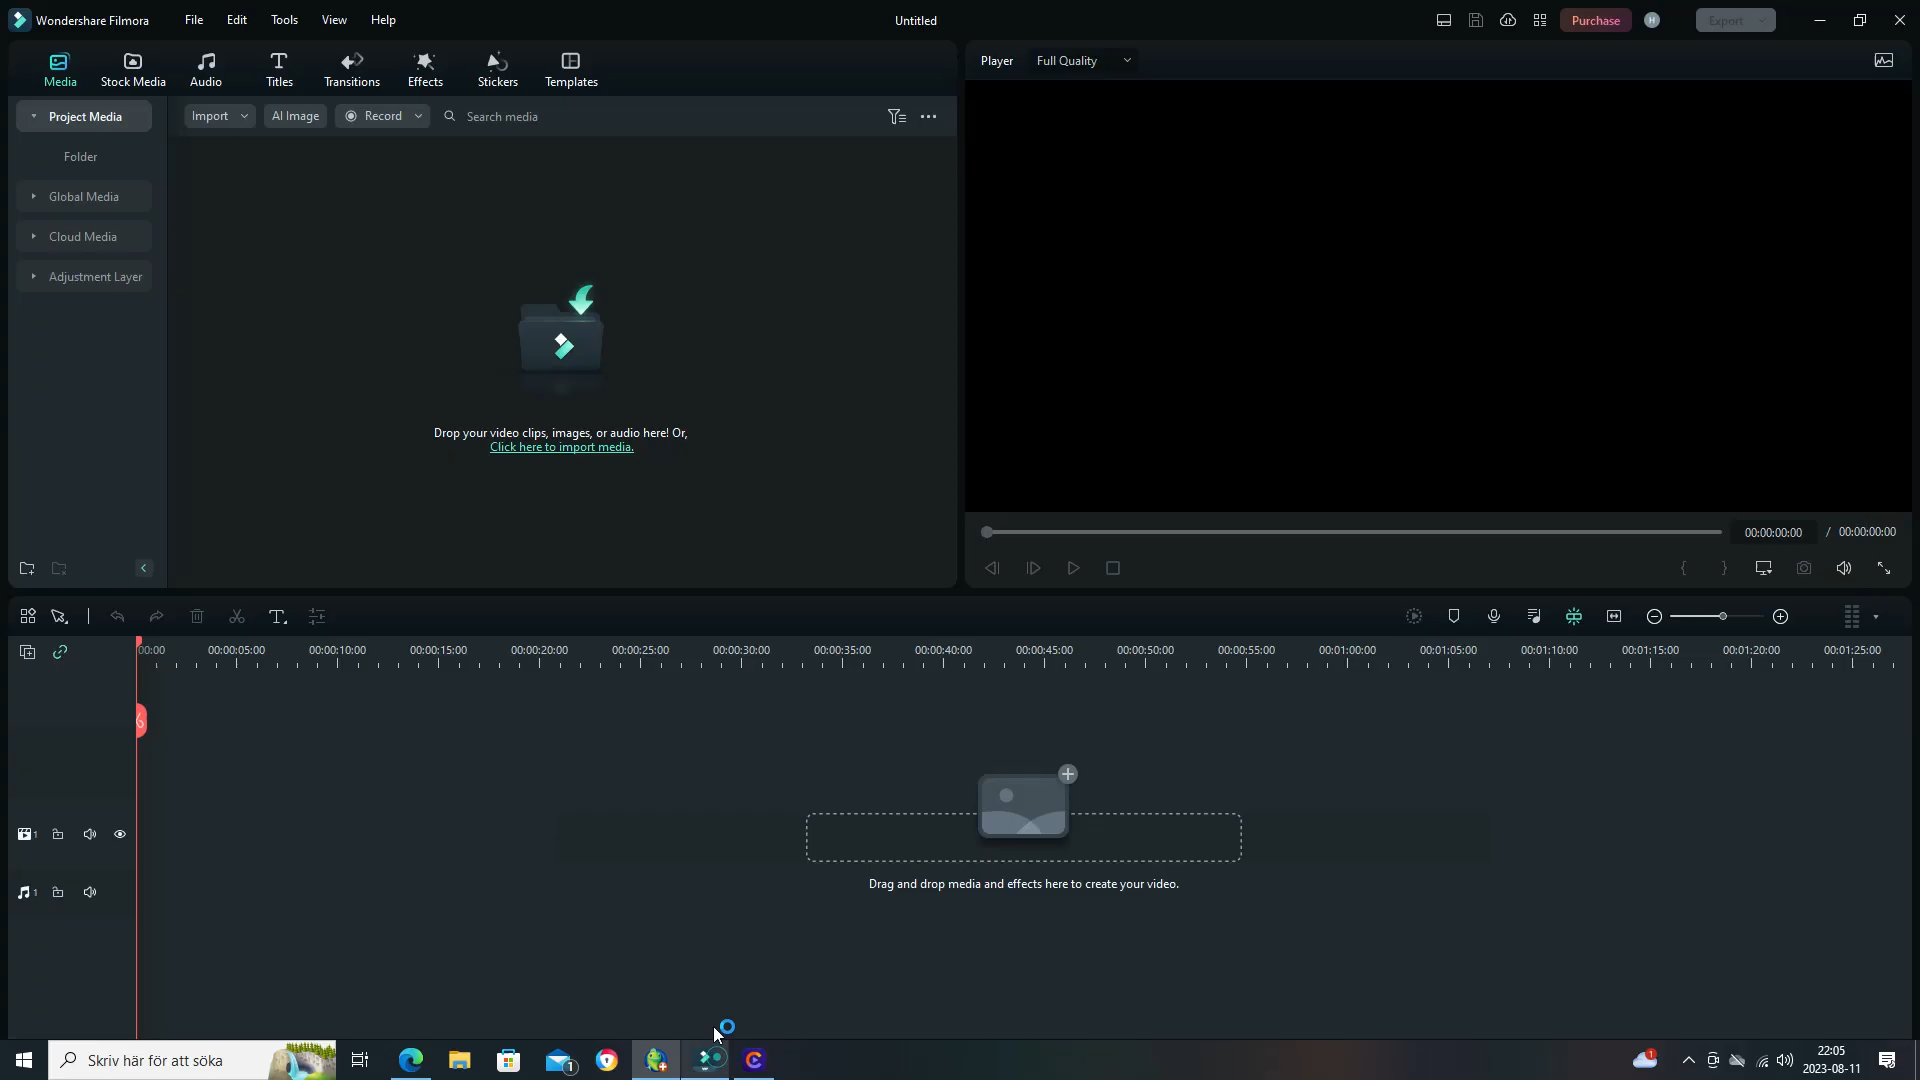 Wondershare Filmora
File
Edit
Tools
View
Help
Untitled
Purchase
H
Export
Media
Stock Media
Audio
Titles
Transitions
Effects
Stickers
Templates
Player
Full Quality
Project Media
Import
AI Image
Record
Search media
Folder
Global Media
Cloud Media
Adjustment Layer
Drop your video clips, images, or audio here! Or,
Click here to import media.
00:00:00:00 / 00:00:00:00
00:00
00:00:05:00
00:00:10:00
00:00:15:00
00:00:20:00
00:00:25:00
00:00:30:00
00:00:35:00
00:00:40:00
00:00:45:00
00:00:50:00
00:00:55:00
00:01:00:00
00:01:05:00
00:01:10:00
00:01:15:00
00:01:20:00
00:01:25:00
1
Drag and drop media and effects here to create your video.
1
Skriv här för att söka
1
1
22:05
2023-08-11